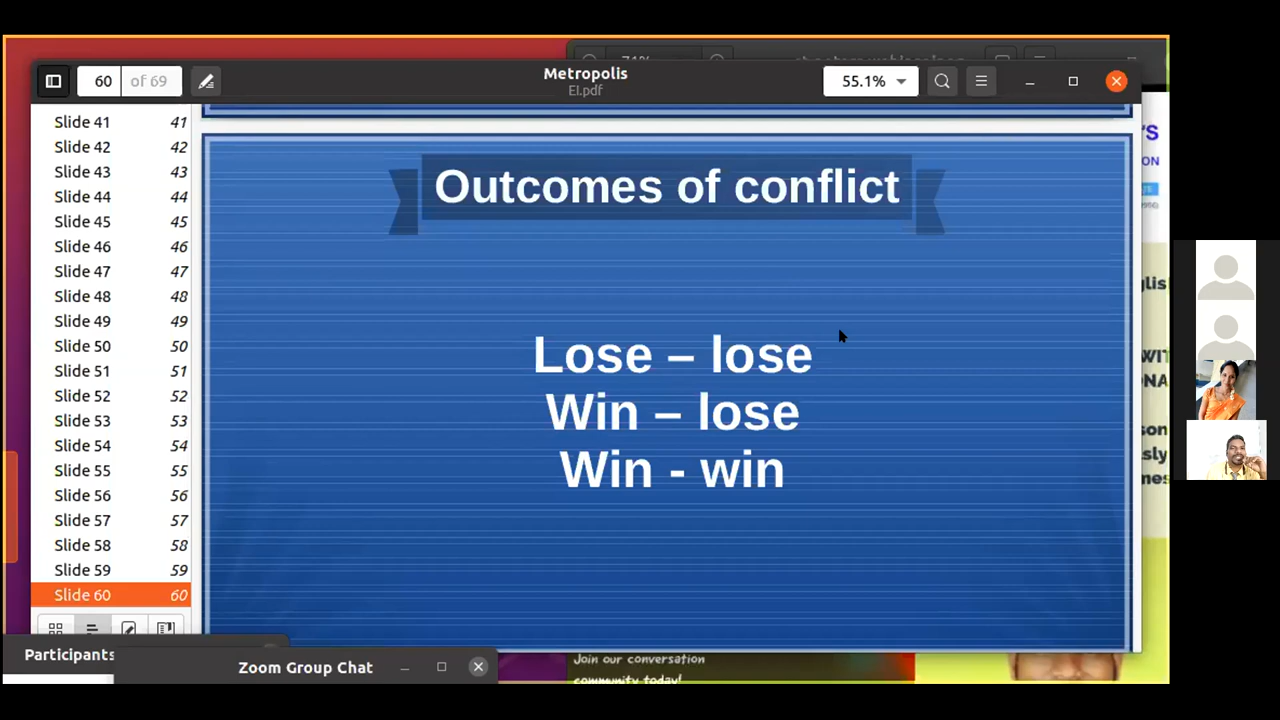 71%
60 of 69
Metropolis
EI.pdf
55.1%
Slide 41 41
Slide 42 42
Slide 43 43
Slide 44 44
Slide 45 45
Slide 46 46
Slide 47 47
Slide 48 48
Slide 49 49
Slide 50 50
Slide 51 51
Slide 52 52
Slide 53 53
Slide 54 54
Slide 55 55
Slide 56 56
Slide 57 57
Slide 58 58
Slide 59 59
Slide 60 60
Outcomes of conflict
Lose – lose
Win – lose
Win - win
'S
ON
Participants
Zoom Group Chat
Join our conversation
community today!